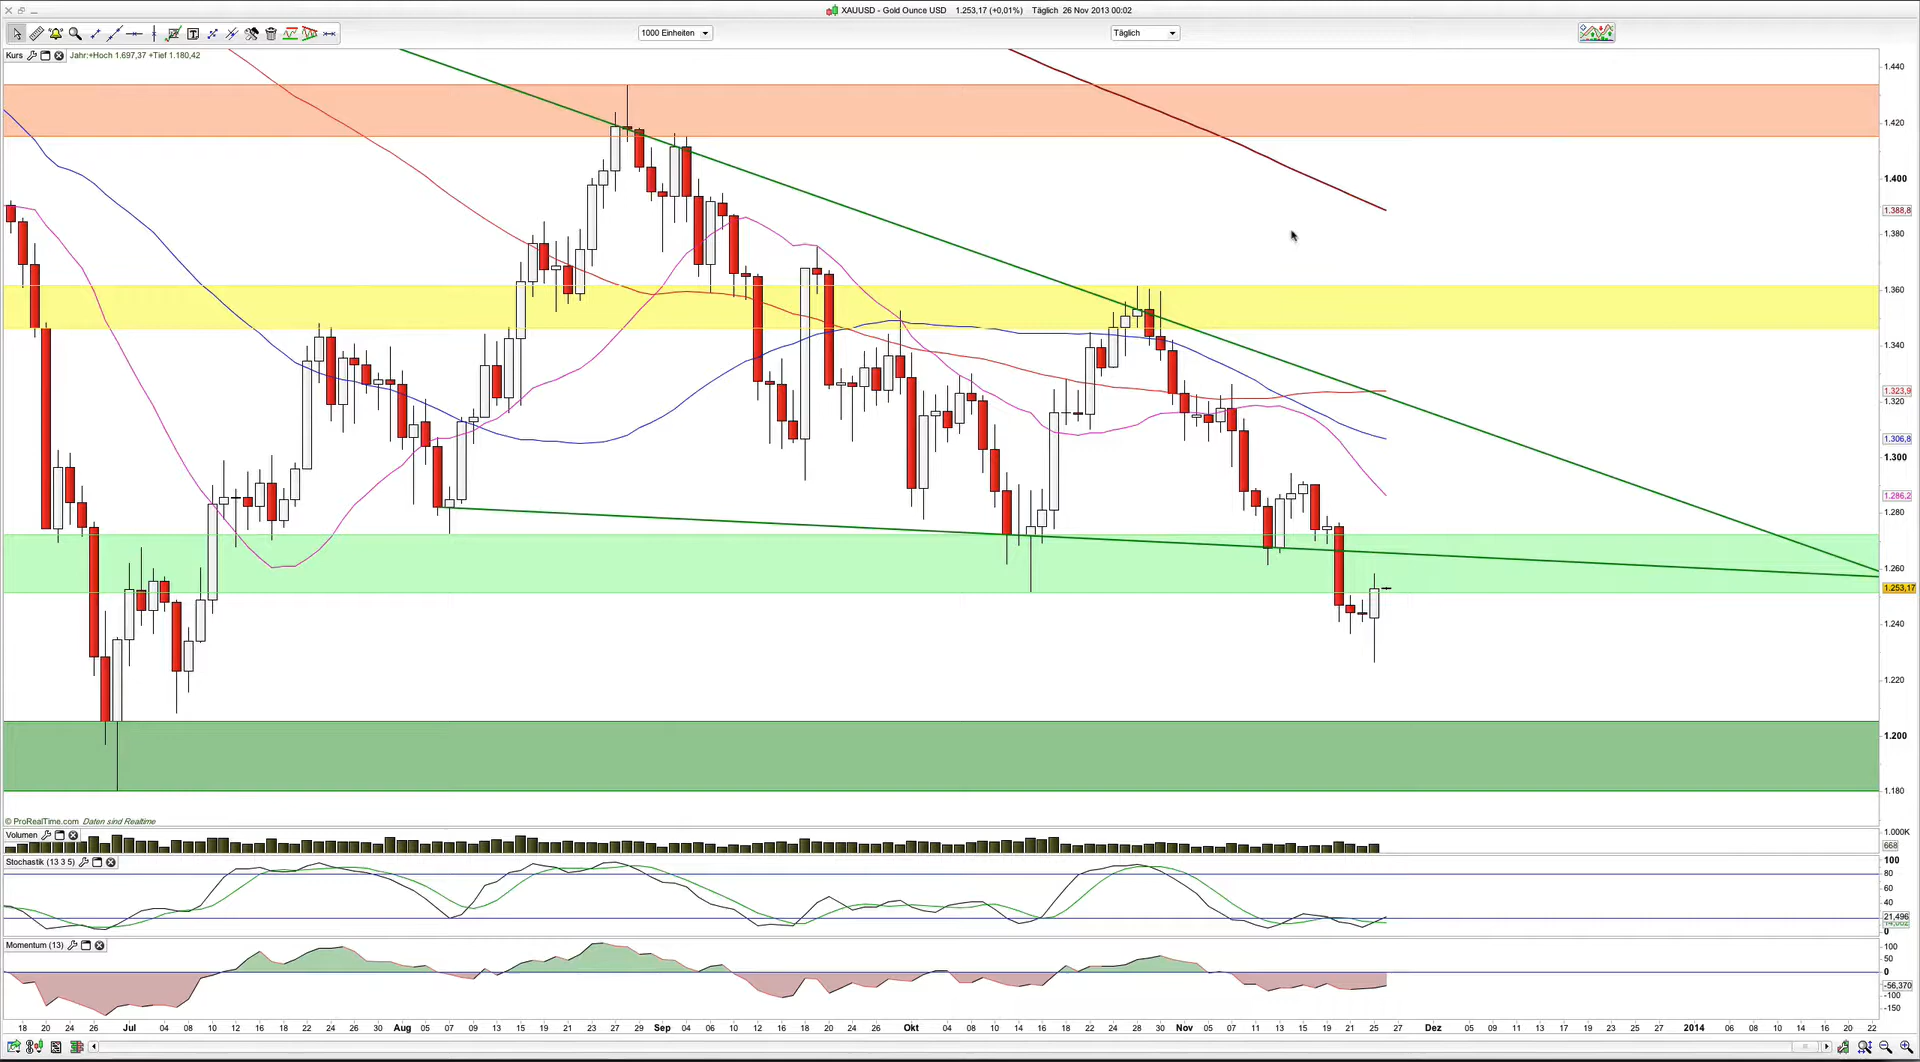 XAUUSD - Gold Ounce USD 1.253,17 (+0,01%) Täglich 26 Nov 2013 00:02
1000 Einheiten
Täglich
Kurs
Jahr:+Hoch 1.697,37 +Tief 1.180,42
1.440
1.420
1.400
1.388,8
1.380
1.360
1.340
1.323,9
1.320
1.306,8
1.300
1.286,2
1.280
1.260
1.253,17
1.240
1.220
1.200
1.180
© ProRealTime.com Daten sind Realtime
Volumen
1.000K
668
Stochastik (13 3 5)
100
80
60
40
21,496
0
Momentum (13)
100
50
0
-56,370
-100
-150
18 20 24 26 Jul 04 08 10 12 16 18 22 24 26 30 Aug 05 07 09 13 15 19 21 23 27 29 Sep 04 06 10 12 16 18 20 24 26 Okt 04 08 10 14 16 18 22 24 28 30 Nov 05 07 11 13 15 19 21 25 27 Dez 05 09 11 13 17 19 23 25 27 2014 06 08 10 14 16 20 22